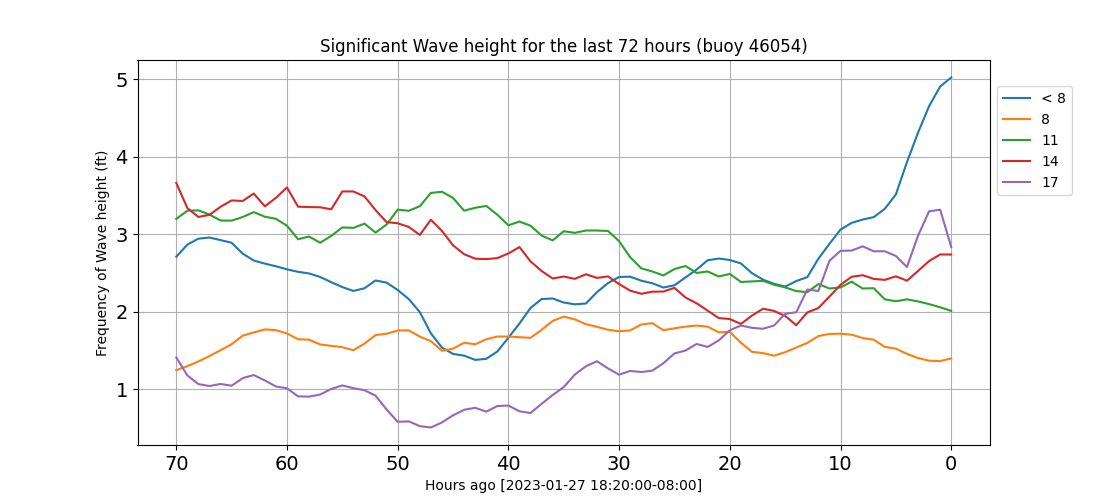 Significant Wave height for the last 72 hours (buoy 46054)
5
4
3
2
1
Frequency of Wave height (ft)
70 60 50 40 30 20 10 0
Hours ago [2023-01-27 18:20:00-08:00]
< 8
8
11
14
17